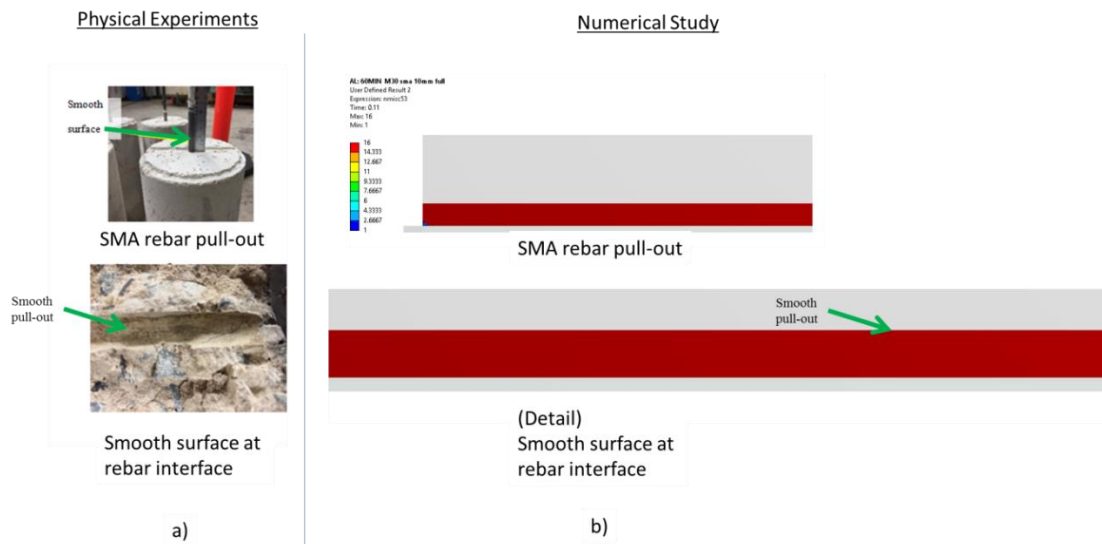 Physical Experiments
Numerical Study
Smooth
surface
SMA rebar pull-out
Smooth
pull-out
Smooth surface at
rebar interface
a)
AL: 60MIN M30 sma 10mm full
User Defined Result 2
Expression: nmisc53
Time: 0.11
Max: 16
Min: 1
16
14.333
12.667
11
9.3333
7.6667
6
4.3333
2.6667
1
SMA rebar pull-out
Smooth
pull-out
(Detail)
Smooth surface at
rebar interface
b)